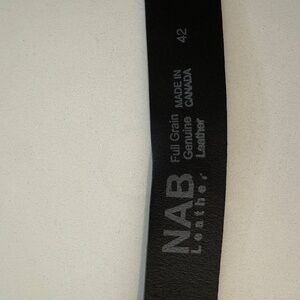 NAB
Leather
Full Grain
Genuine
Leather
MADE IN
CANADA
42